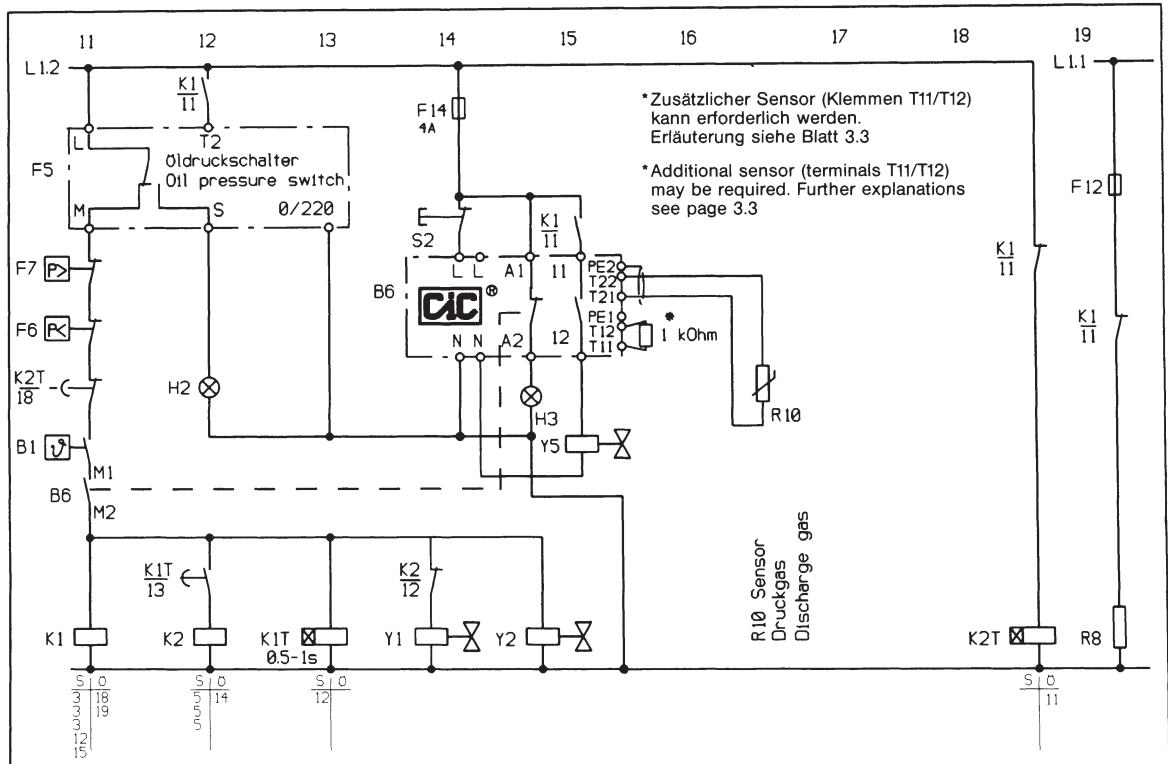 11 12 13 14 15 16 17 18 19
L1.2
L1.1
K1
11
F14
4A
*Zusätzlicher Sensor (Klemmen T11/T12)
kann erforderlich werden.
Erläuterung siehe Blatt 3.3
*Additional sensor (terminals T11/T12)
may be required. Further explanations
see page 3.3
L
T2
F5
Öldruckschalter
Oil pressure switch
M
S
0/220
F12
S2
K1
11
K1
11
K1
11
F7
P>
L L A1 11
B6
CiC®
PE2
T22
T21
PE1
T12
T11
*
1 kOhm
N N A2 12
F6
P<
K2T
18
H2
H3
R10
B1
ϑ
Y5
M1
B6
M2
R10 Sensor
Druckgas
Discharge gas
K1T
13
K2
12
K1
K2
K1T
0.5-1s
Y1
Y2
K2T
R8
S Ö
3 18
3 19
3
12
15
S Ö
5 14
5
5
S Ö
12
S Ö
11